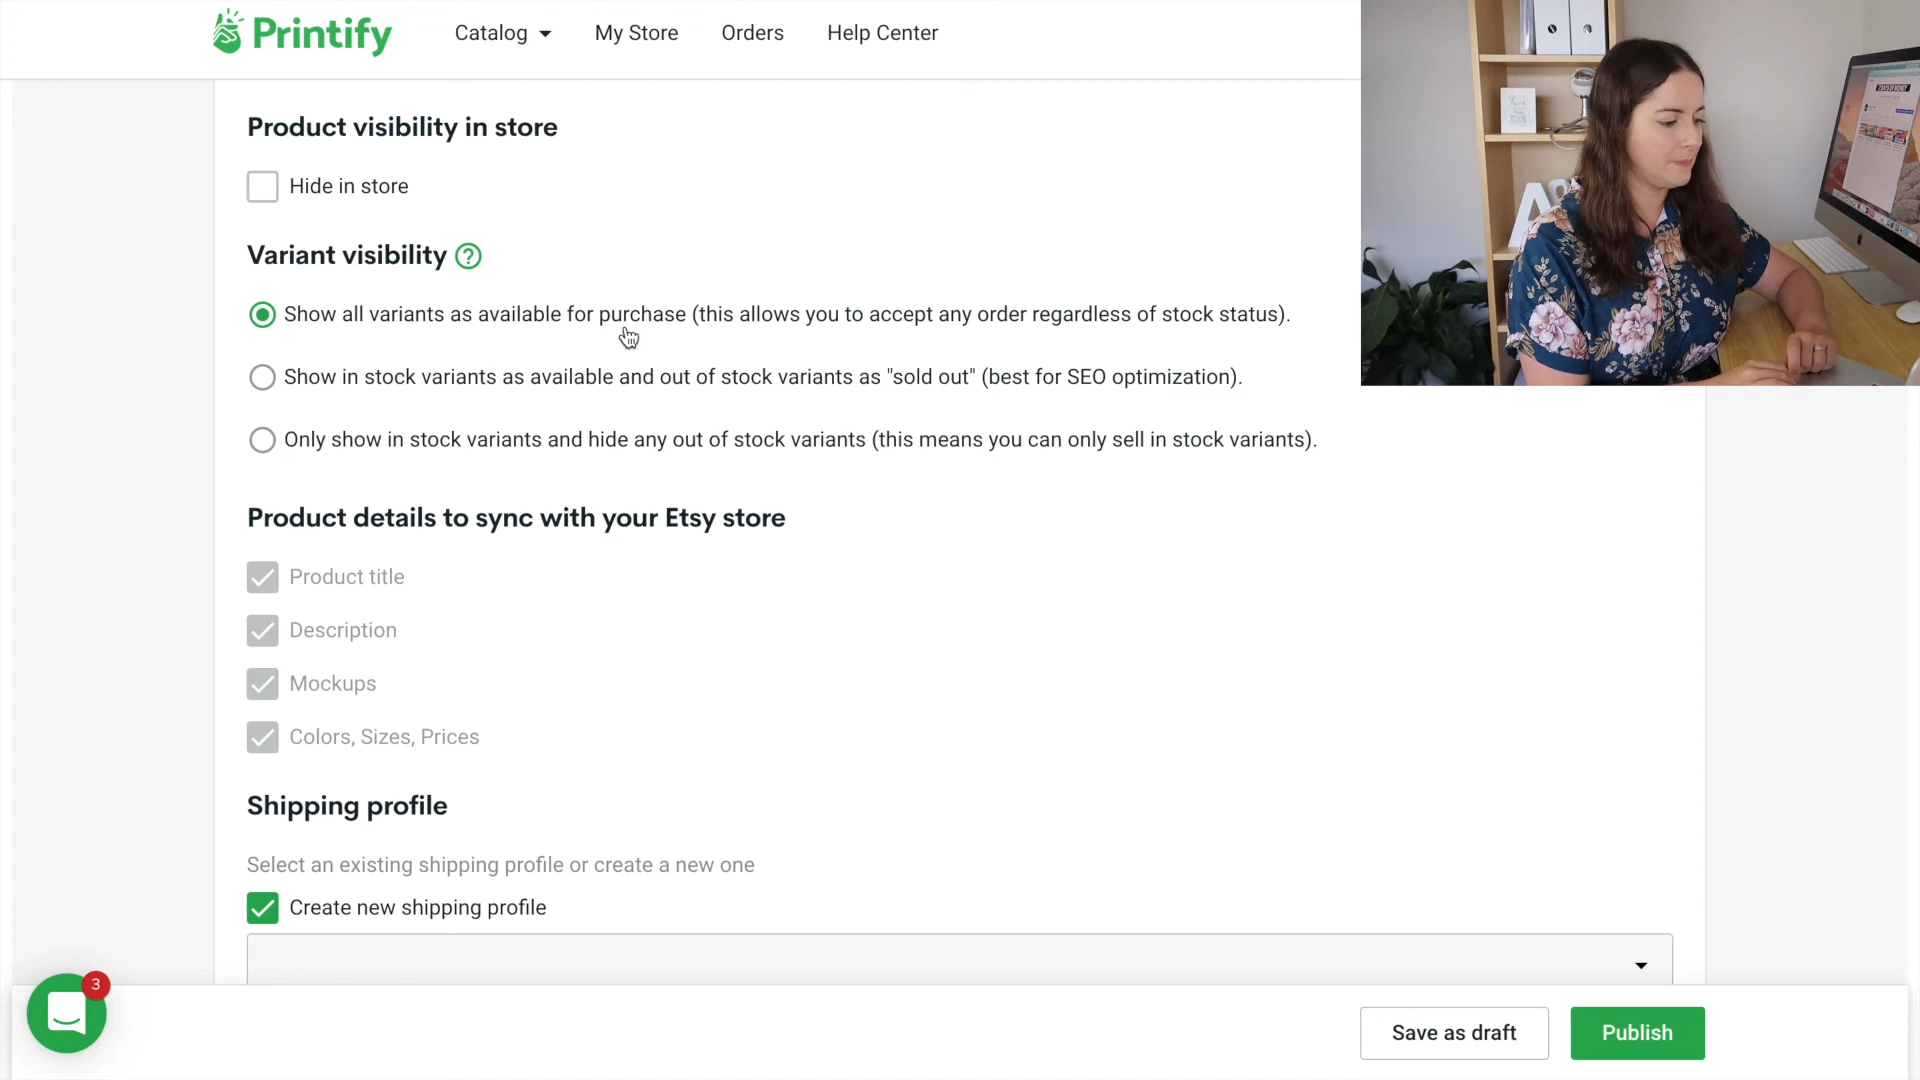 Printify
Catalog
My Store
Orders
Help Center
Product visibility in store
Hide in store
Variant visibility ?
Show all variants as available for purchase (this allows you to accept any order regardless of stock status).
Show in stock variants as available and out of stock variants as "sold out" (best for SEO optimization).
Only show in stock variants and hide any out of stock variants (this means you can only sell in stock variants).
Product details to sync with your Etsy store
Product title
Description
Mockups
Colors, Sizes, Prices
Shipping profile
Select an existing shipping profile or create a new one
Create new shipping profile
3
Save as draft
Publish